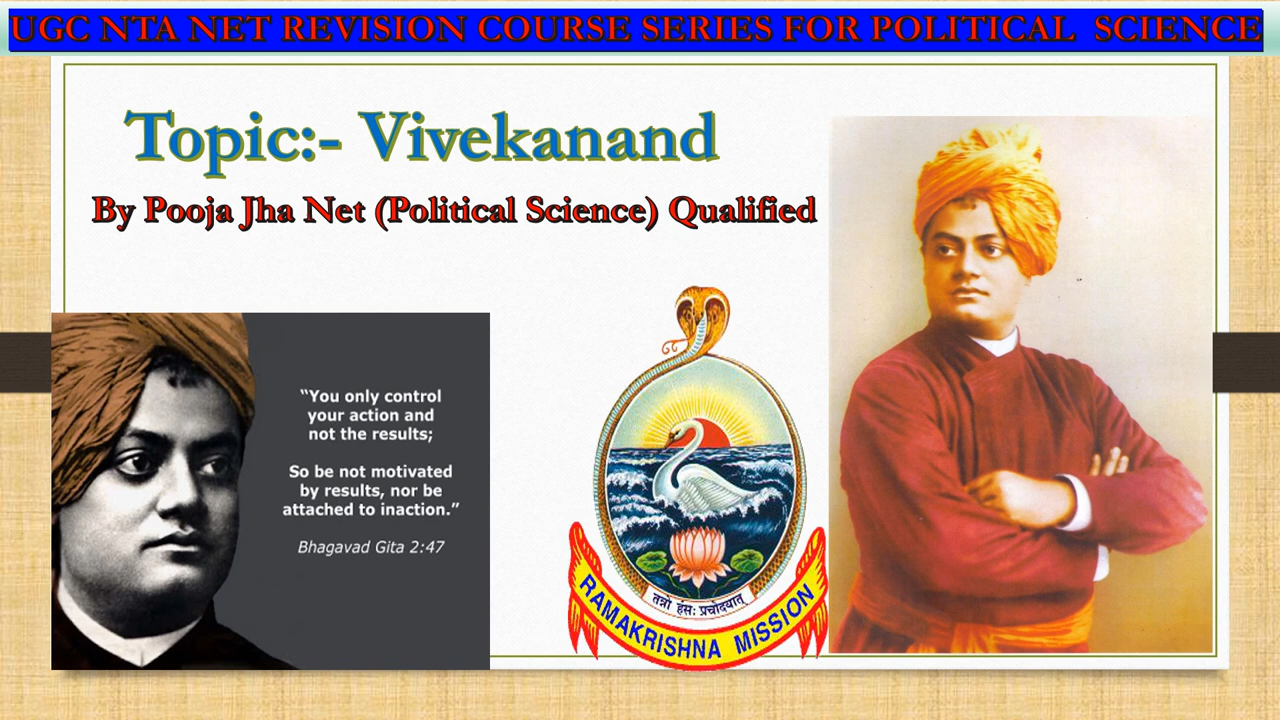 UGC NTA NET REVISION COURSE SERIES FOR POLITICAL SCIENCE
Topic:- Vivekanand
By Pooja Jha Net (Political Science) Qualified
“You only control
your action and
not the results;
So be not motivated
by results, nor be
attached to inaction.”
Bhagavad Gita 2:47
तन्नो हंसः प्रचोदयात्
RAMAKRISHNA MISSION